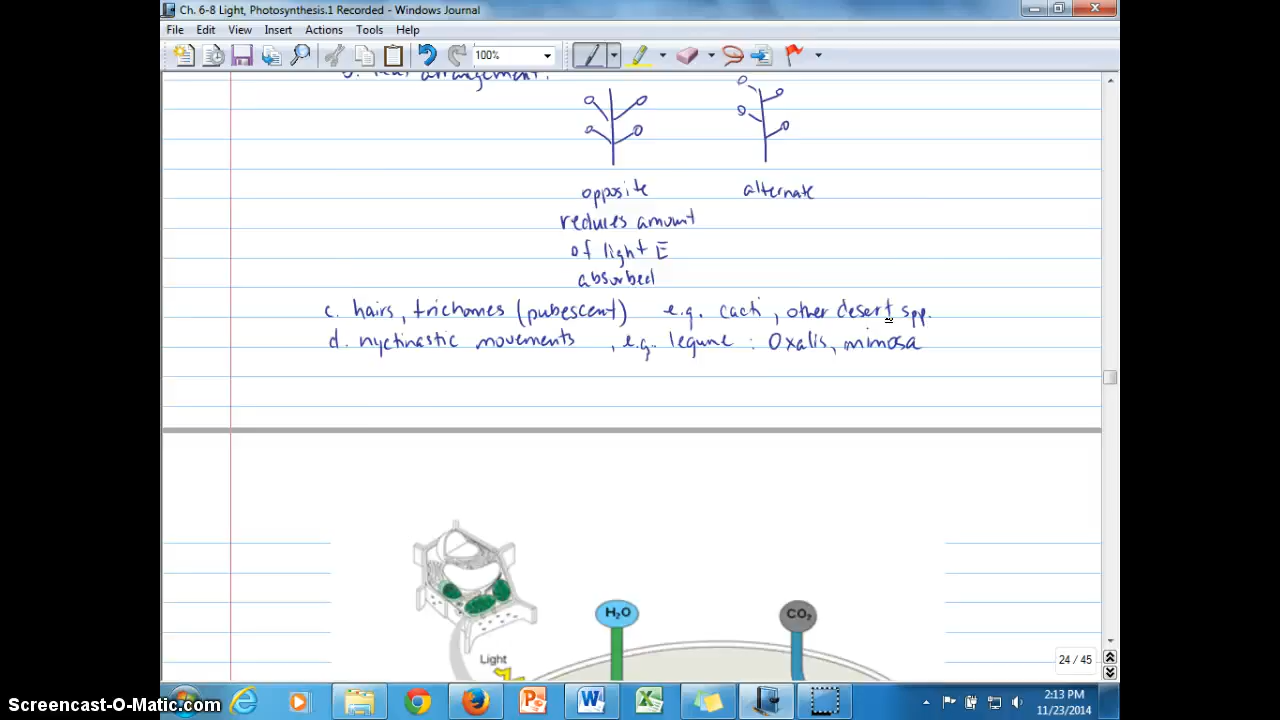 Ch. 6-8 Light, Photosynthesis.1 Recorded - Windows Journal
File Edit View Insert Actions Tools Help
100%
b. leaf arrangement:
opposite alternate
reduces amount
of light E
absorbed
c. hairs, trichomes (pubescent) e.g. cacti, other desert spp.
d. nyctinastic movements, e.g. legume: Oxalis, mimosa
H₂O CO₂
Light
24 / 45
2:13 PM
11/23/2014
Screencast-O-Matic.com